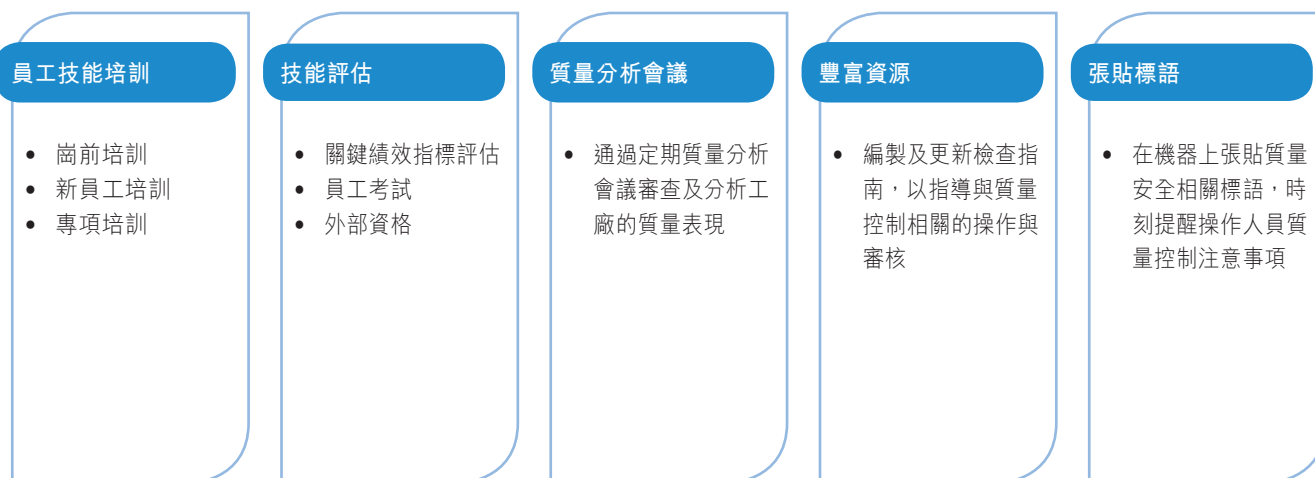 員工技能培訓
• 崗前培訓
• 新員工培訓
• 專項培訓
技能評估
• 關鍵績效指標評估
• 員工考試
• 外部資格
質量分析會議
• 通過定期質量分析
會議審查及分析工
廠的質量表現
豐富資源
• 編製及更新檢查指
南，以指導與質量
控制相關的操作與
審核
張貼標語
• 在機器上張貼質量
安全相關標語，時
刻提醒操作人員質
量控制注意事項